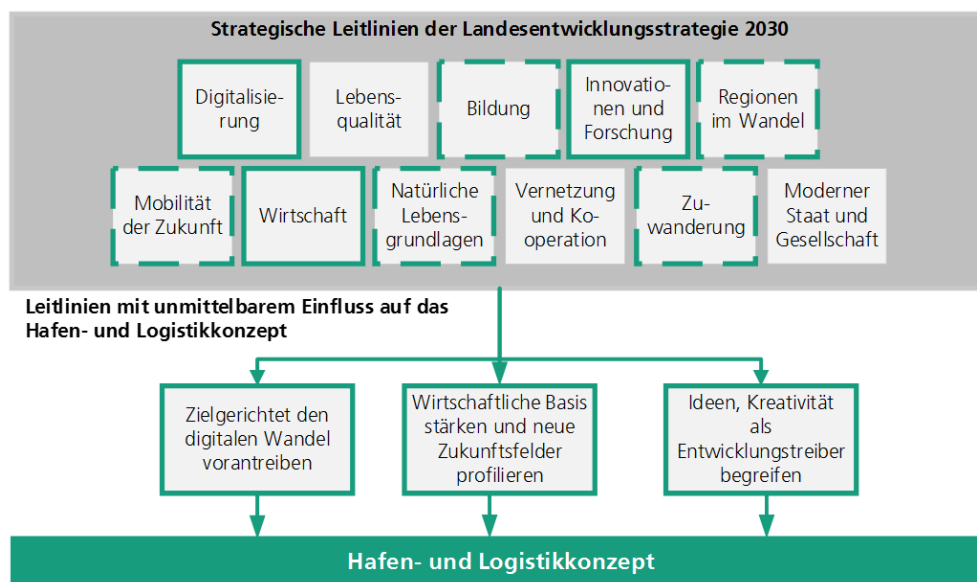 Strategische Leitlinien der Landesentwicklungsstrategie 2030
Digitalisie-
rung
Lebens-
qualität
Bildung
Innovatio-
nen und
Forschung
Regionen
im Wandel
Mobilität
der Zukunft
Wirtschaft
Natürliche
Lebens-
grundlagen
Vernetzung
und Ko-
operation
Zu-
wanderung
Moderner
Staat und
Gesellschaft
Leitlinien mit unmittelbarem Einfluss auf das
Hafen- und Logistikkonzept
Zielgerichtet den
digitalen Wandel
vorantreiben
Wirtschaftliche Basis
stärken und neue
Zukunftsfelder
profilieren
Ideen, Kreativität
als
Entwicklungstreiber
begreifen
Hafen- und Logistikkonzept